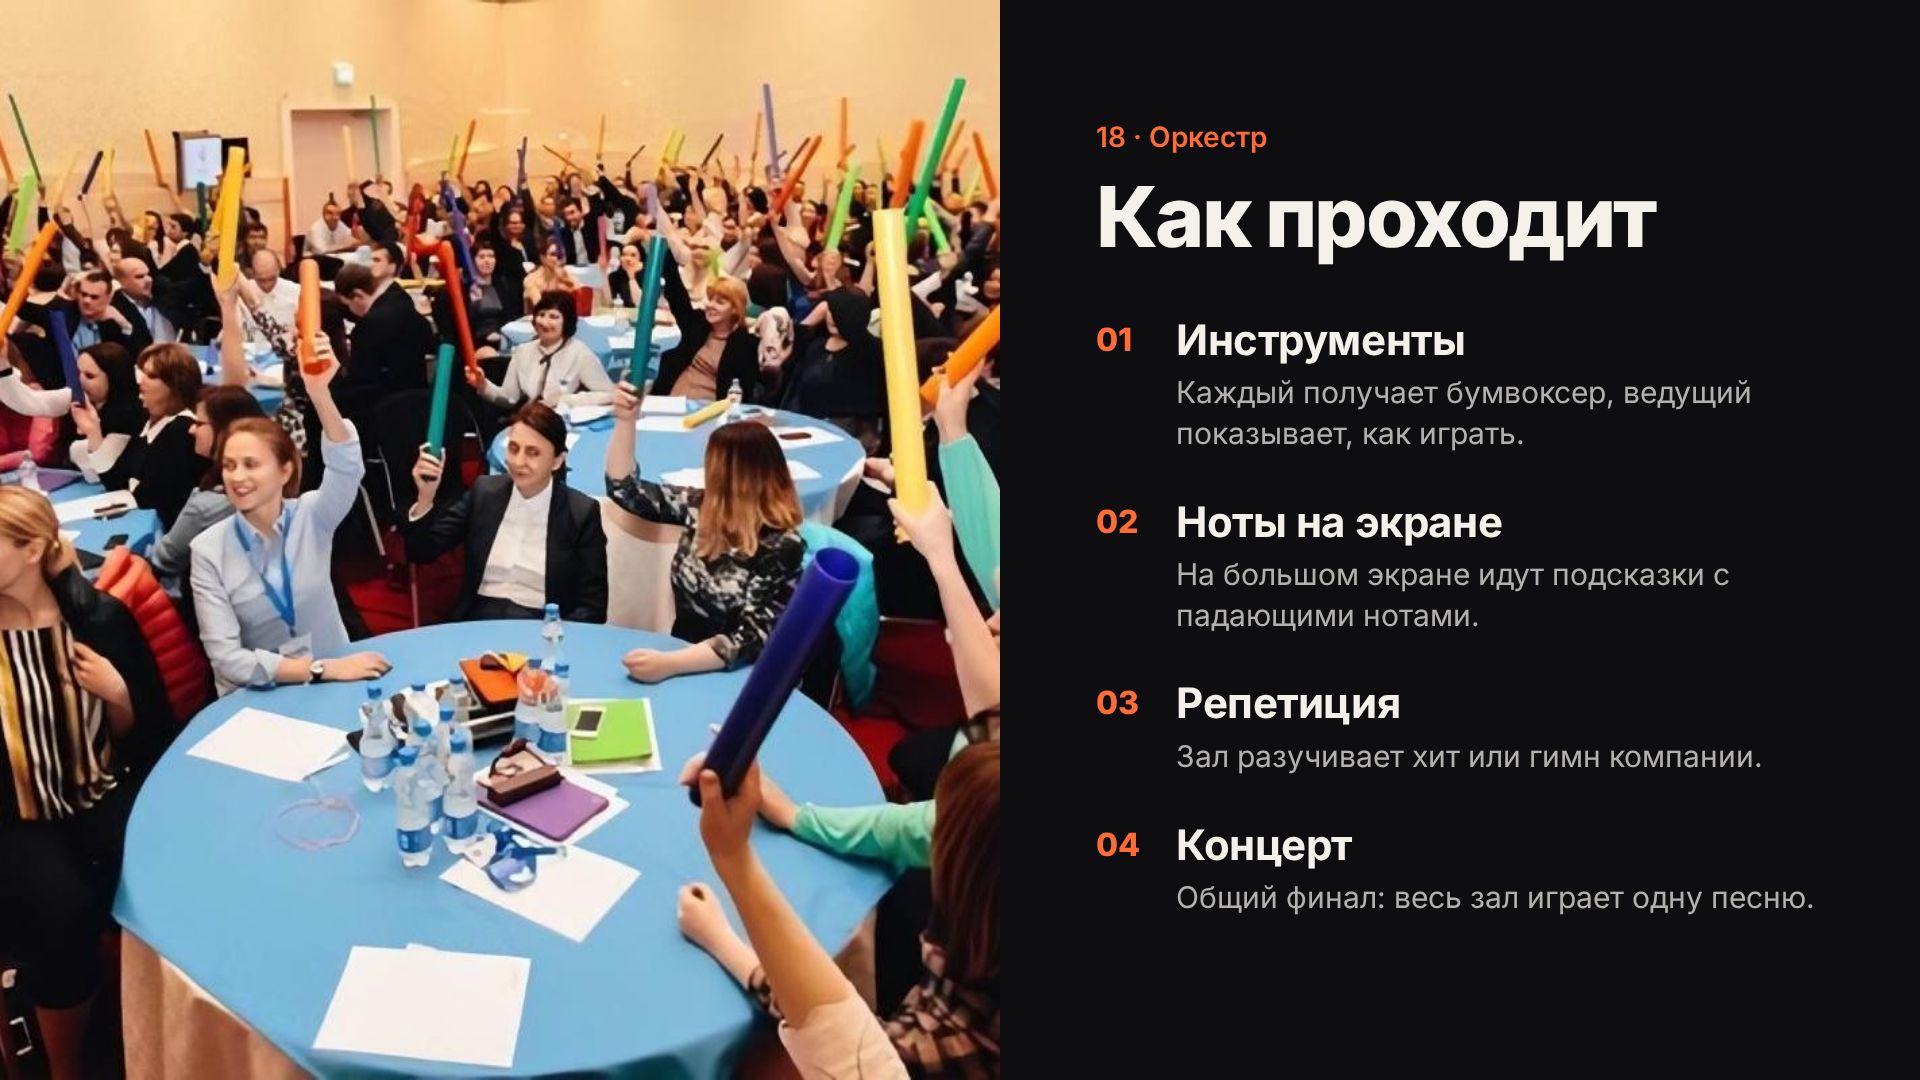 18 · Оркестр
Как проходит
01 Инструменты
Каждый получает бумвоксер, ведущий
показывает, как играть.
02 Ноты на экране
На большом экране идут подсказки с
падающими нотами.
03 Репетиция
Зал разучивает хит или гимн компании.
04 Концерт
Общий финал: весь зал играет одну песню.